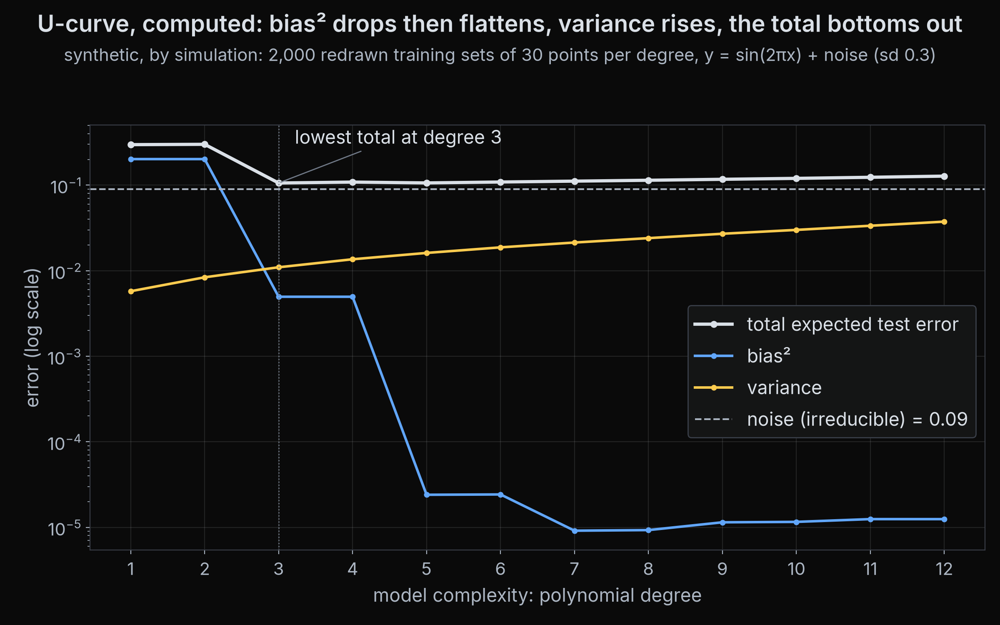 U-curve, computed: bias² drops then flattens, variance rises, the total bottoms out
synthetic, by simulation: 2,000 redrawn training sets of 30 points per degree, y = sin(2πx) + noise (sd 0.3)
lowest total at degree 3
10⁻¹
10⁻²
10⁻³
10⁻⁴
10⁻⁵
error (log scale)
total expected test error
bias²
variance
noise (irreducible) = 0.09
1 2 3 4 5 6 7 8 9 10 11 12
model complexity: polynomial degree